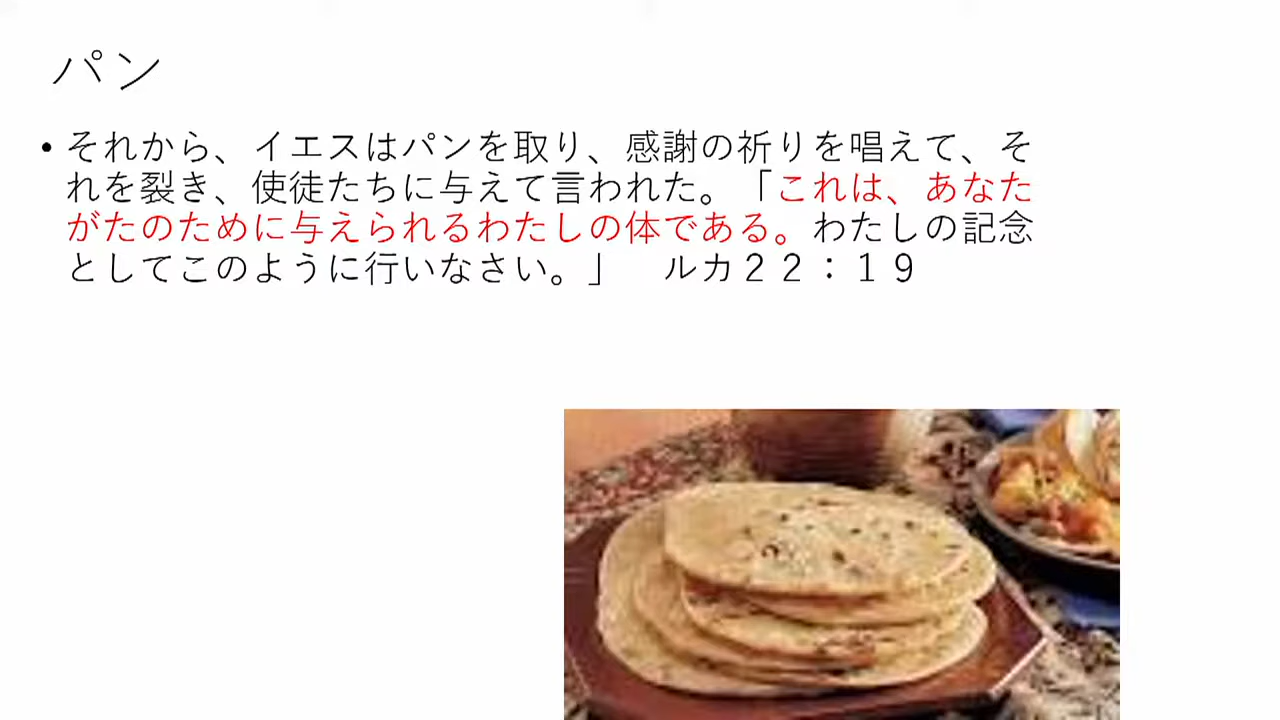 パン
• それから、イエスはパンを取り、感謝の祈りを唱えて、そ
れを裂き、使徒たちに与えて言われた。「これは、あなた
がたのために与えられるわたしの体である。わたしの記念
としてこのように行いなさい。」　ルカ２２：１９